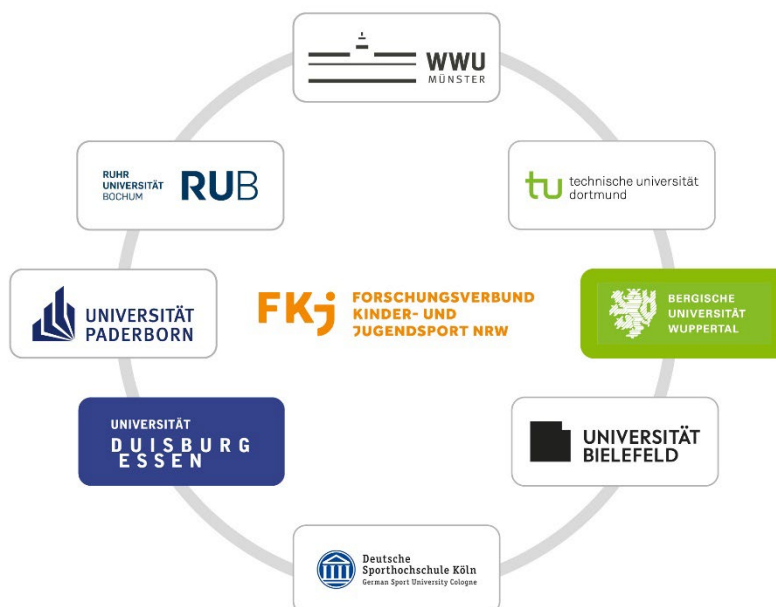 WWU
MÜNSTER
RUHR
UNIVERSITÄT
BOCHUM
RUB
tu technische universität
dortmund
UNIVERSITÄT
PADERBORN
FKj
FORSCHUNGSVERBUND
KINDER- UND
JUGENDSPORT NRW
BERGISCHE
UNIVERSITÄT
WUPPERTAL
UNIVERSITÄT
DUISBURG
ESSEN
UNIVERSITÄT
BIELEFELD
Deutsche
Sporthochschule Köln
German Sport University Cologne